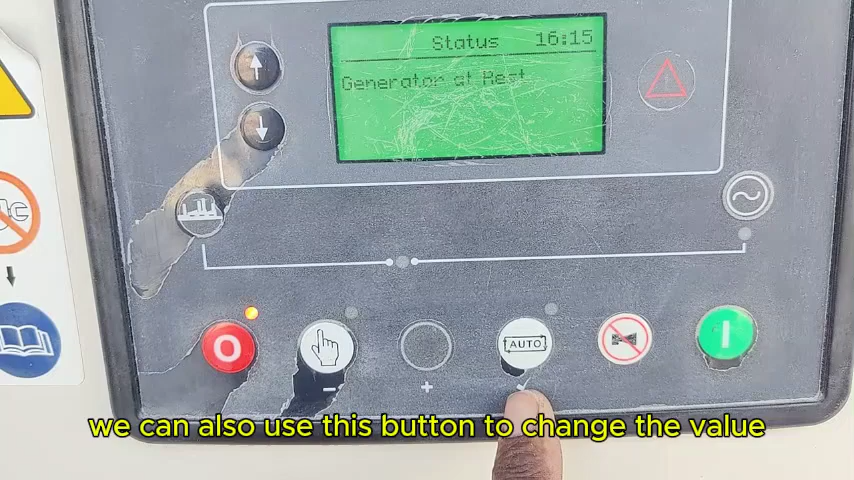 Status 16:15
Generator at Rest
O
AUTO
I
- +
we can also use this button to change the value